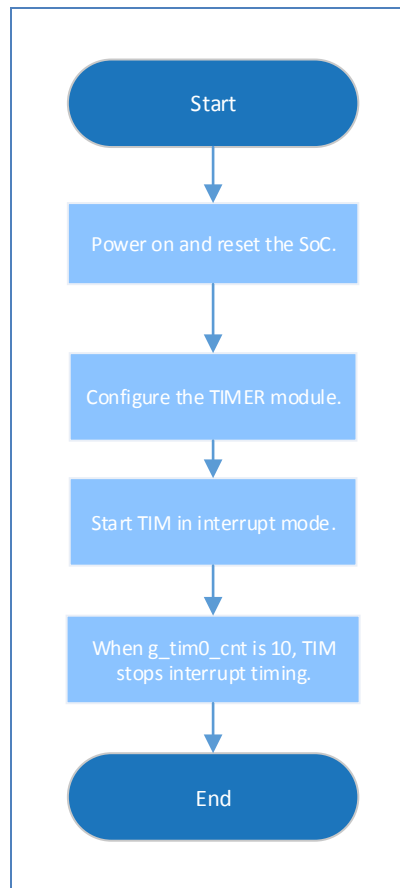 Start
Power on and reset the SoC.
Configure the TIMER module.
Start TIM in interrupt mode.
When g_tim0_cnt is 10, TIM
stops interrupt timing.
End